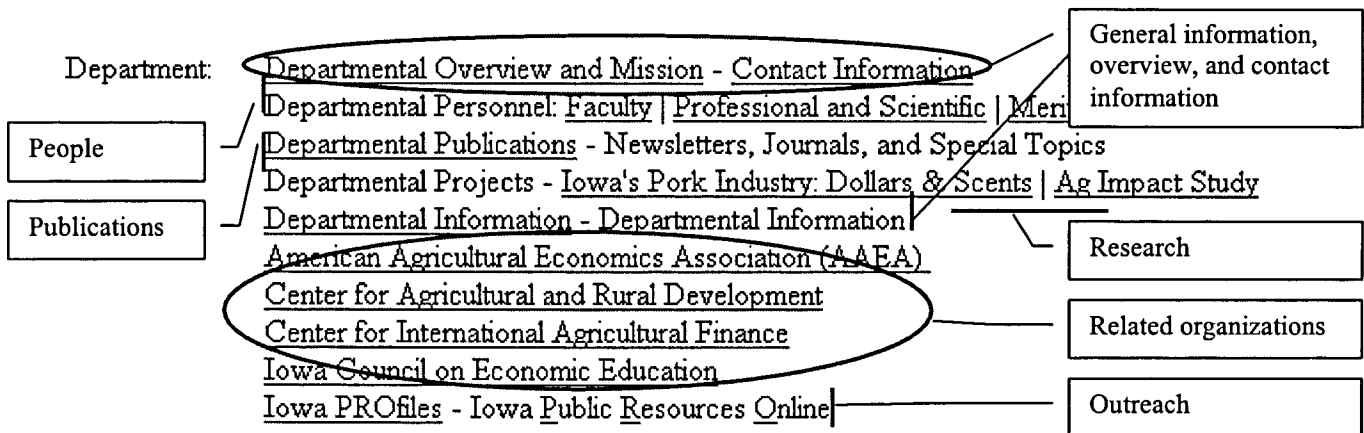 General information,
overview, and contact
information
Department: Departmental Overview and Mission - Contact Information
Departmental Personnel: Faculty | Professional and Scientific |
People
Departmental Publications - Newsletters, Journals, and Special Topics
Departmental Projects - Iowa's Pork Industry: Dollars & Scents | Ag Impact Study
Publications
Departmental Information - Departmental Information
Research
American Agricultural Economics Association (AAEA)
Center for Agricultural and Rural Development
Center for International Agricultural Finance
Related organizations
Iowa Council on Economic Education
Iowa PROfiles - Iowa Public Resources Online
Outreach